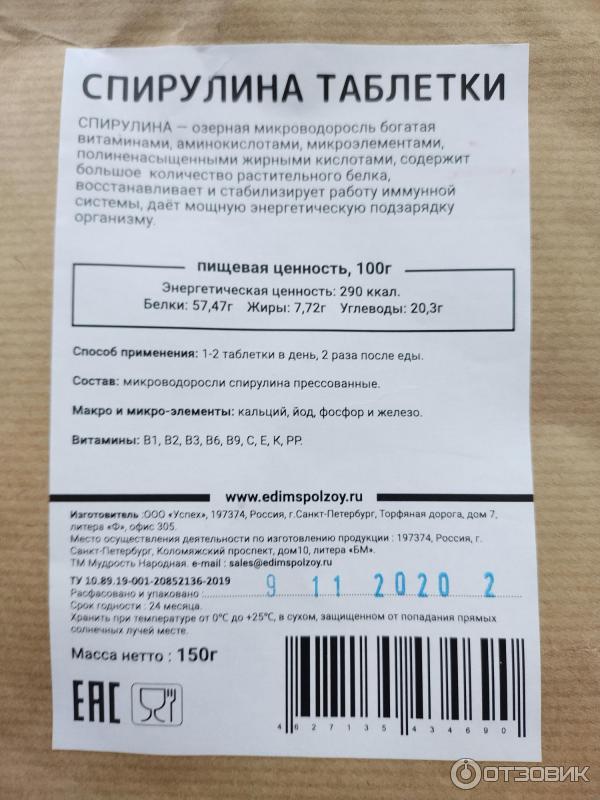 СПИРУЛИНА ТАБЛЕТКИ
СПИРУЛИНА — озерная микроводоросль богатая
витаминами, аминокислотами, микроэлементами,
полиненасыщенными жирными кислотами, содержит
большое количество растительного белка,
восстанавливает и стабилизирует работу иммунной
системы, даёт мощную энергетическую подзарядку
организму.
пищевая ценность, 100г
Энергетическая ценность: 290 ккал.
Белки: 57,47г Жиры: 7,72г Углеводы: 20,3г
Способ применения: 1-2 таблетки в день, 2 раза после еды.
Состав: микроводоросли спирулина прессованные.
Макро и микро-элементы: кальций, йод, фосфор и железо.
Витамины: В1, В2, В3, В6, В9, С, Е, К, РР.
www.edimspolzoy.ru
Изготовитель :ООО «Успех», 197374, Россия, г.Санкт-Петербург, Торфяная дорога, дом 7,
литера «Ф», офис 305.
Место осуществления деятельности по изготовлению продукции : 197374, Россия, г.
Санкт-Петербург, Коломяжский проспект, дом10, литера «БМ».
ТМ Мудрость Народная. e-mail : sales@edimspolzoy.ru
ТУ 10.89.19-001-20852136-2019
Расфасовано и упаковано : 9 11 2020 2
Срок годности : 24 месяца.
Хранить при температуре от 0°С до +25°С, в сухом, защищенном от попадания прямых
солнечных лучей месте.
Масса нетто : 150г
EAC
4627135434690
ОТЗОВИК